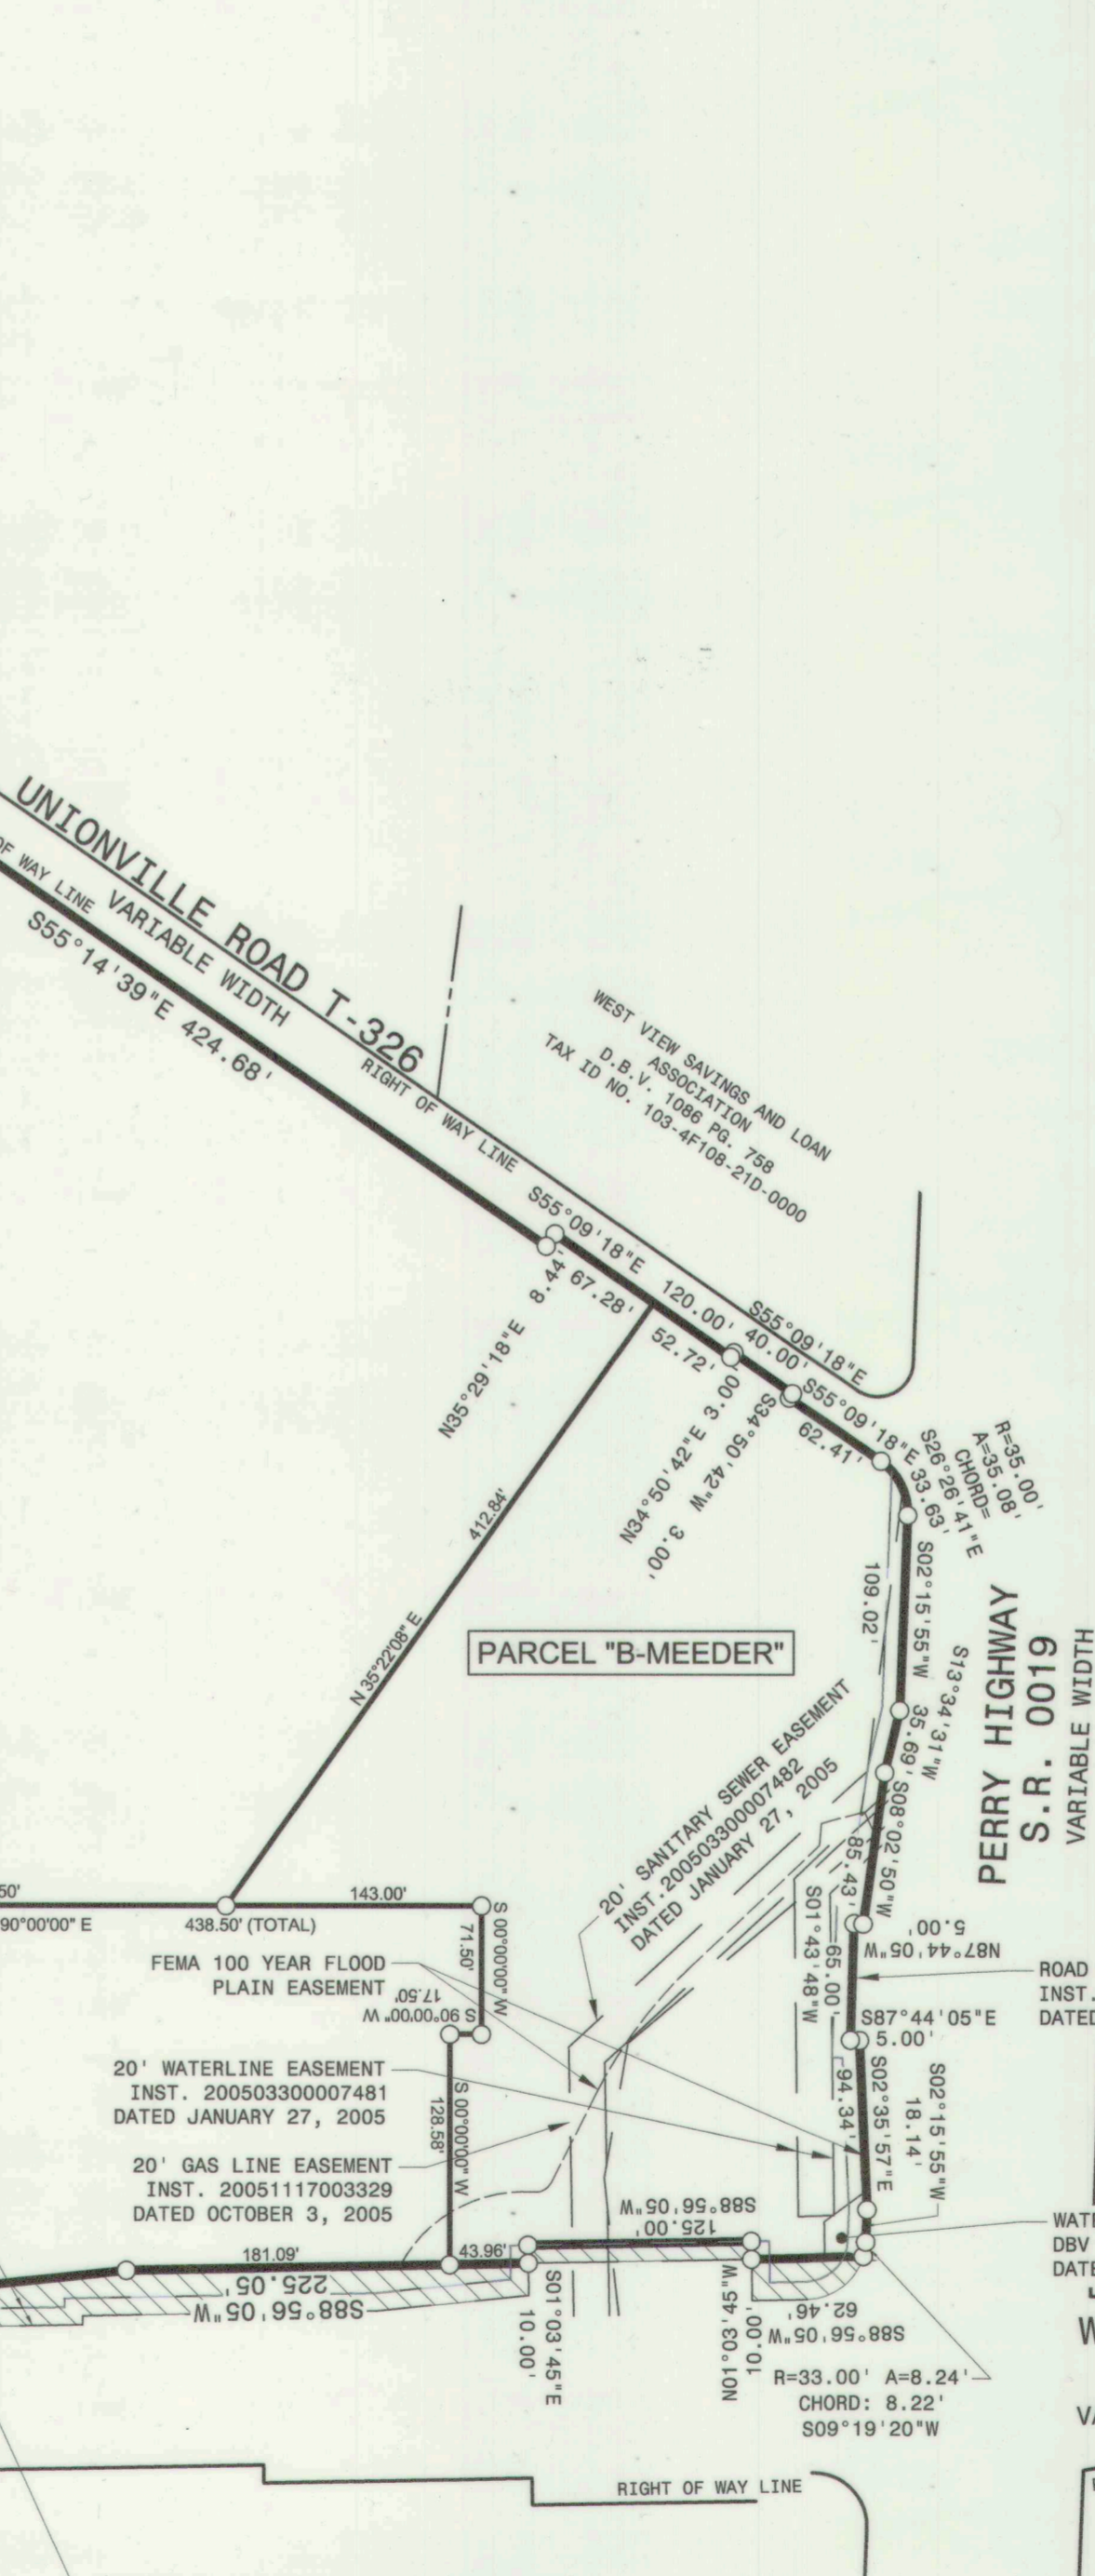 UNIONVILLE ROAD T-326
OF WAY LINE
VARIABLE WIDTH
S55°14'39"E 424.68'
RIGHT OF WAY LINE
WEST VIEW SAVINGS AND LOAN
ASSOCIATION
D.B.V. 1086 PG. 758
TAX ID NO. 103-4F108-21D-0000
S55°09'18"E
120.00'
67.28'
52.72'
N35°29'18"E 8.44'
S55°09'18"E
40.00'
N34°50'42"E 3.00'
S34°50'42"W 3.00'
S55°09'18"E
62.41'
R=35.00'
A=35.08'
CHORD=
S26°26'41"E
33.63'
412.84'
N 35°22'08" E
S02°15'55"W
109.02'
PARCEL "B-MEEDER"
S13°34'31"W
35.69'
PERRY HIGHWAY
S.R. 0019
VARIABLE WIDTH
20' SANITARY SEWER EASEMENT
INST.200503300007482
DATED JANUARY 27, 2005
S08°02'50"W
85.43'
50'
90°00'00" E
143.00'
438.50' (TOTAL)
S 00°00'00" W
71.50'
N87°44'05"W
5.00'
FEMA 100 YEAR FLOOD
PLAIN EASEMENT
S 90°00'00" W
17.50'
S01°43'48"W
65.00'
ROAD
INST.
DATED
S87°44'05"E
5.00'
20' WATERLINE EASEMENT
INST. 200503300007481
DATED JANUARY 27, 2005
S 00°00'00" W
128.58'
S02°35'57"E
94.34'
S02°15'55"W
18.14'
20' GAS LINE EASEMENT
INST. 20051117003329
DATED OCTOBER 3, 2005
S88°56'05"W
125.00'
WATE
DBV
DATE
181.09'
43.96'
S88°56'05"W
225.05'
S01°03'45"E
10.00'
N01°03'45"W
10.00'
S88°56'05"W
62.46'
R=33.00' A=8.24'
CHORD: 8.22'
S09°19'20"W
W
VA
RIGHT OF WAY LINE